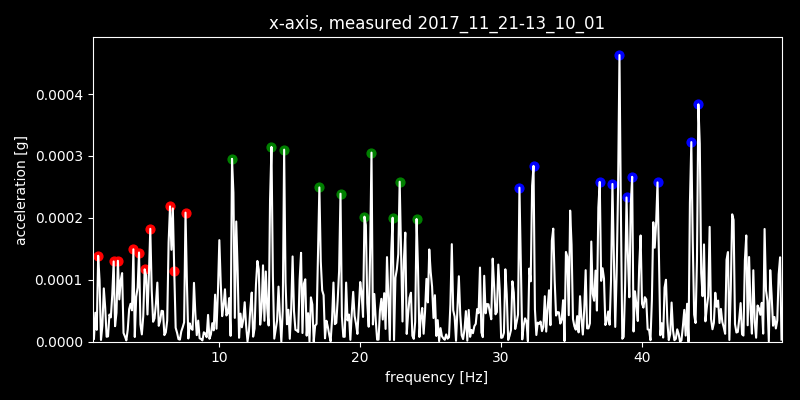 x-axis, measured 2017_11_21-13_10_01
acceleration [g]
0.0004
0.0003
0.0002
0.0001
0.0000
10 20 30 40
frequency [Hz]